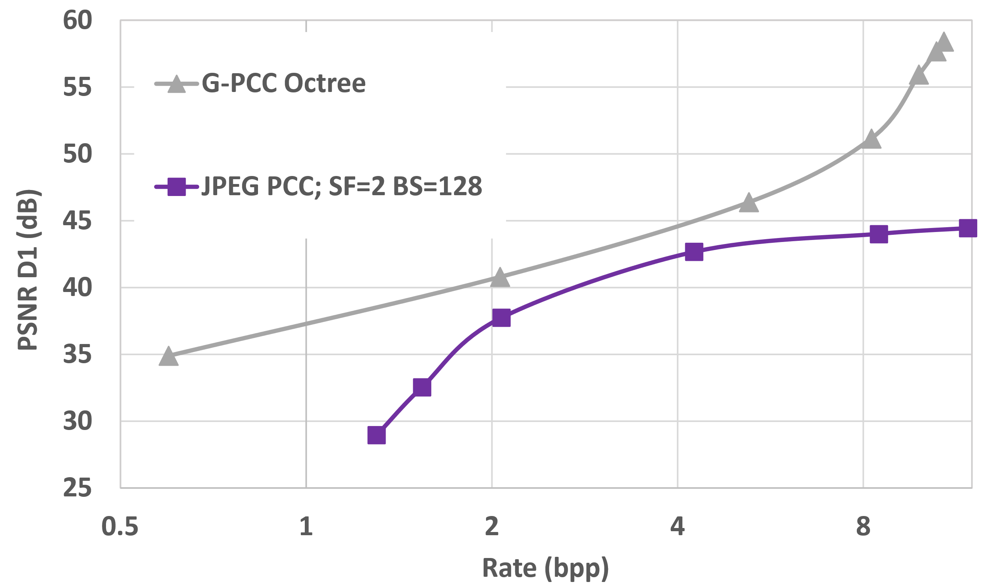 60
55
50
45
40
35
30
25
PSNR D1 (dB)
G-PCC Octree
JPEG PCC; SF=2 BS=128
0.5 1 2 4 8
Rate (bpp)